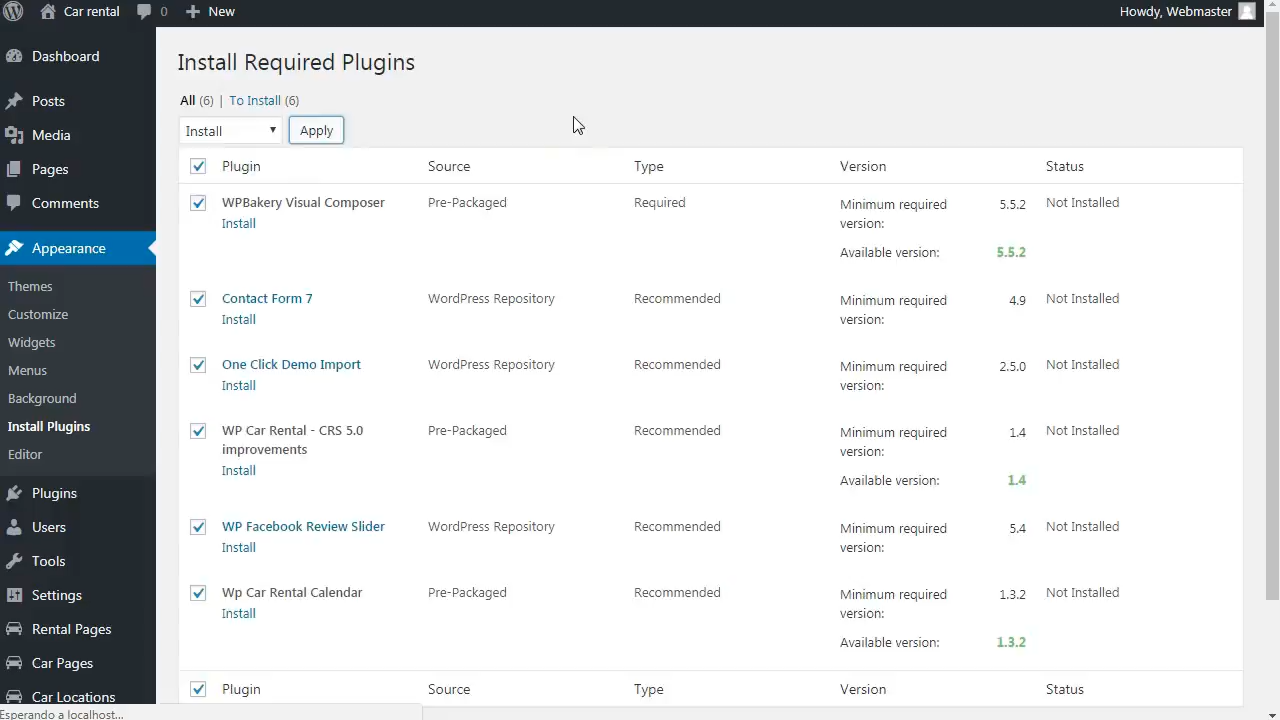 Car rental 0 New Howdy, Webmaster
Dashboard
Posts
Media
Pages
Comments
Appearance
Themes
Customize
Widgets
Menus
Background
Install Plugins
Editor
Plugins
Users
Tools
Settings
Rental Pages
Car Pages
Car Locations
Esperando a localhost...
Install Required Plugins
All (6) | To Install (6)
Install Apply
Plugin Source Type Version Status
WPBakery Visual Composer Pre-Packaged Required Minimum required 5.5.2 Not Installed
Install version:
Available version: 5.5.2
Contact Form 7 WordPress Repository Recommended Minimum required 4.9 Not Installed
Install version:
One Click Demo Import WordPress Repository Recommended Minimum required 2.5.0 Not Installed
Install version:
WP Car Rental - CRS 5.0 Pre-Packaged Recommended Minimum required 1.4 Not Installed
improvements version:
Install Available version: 1.4
WP Facebook Review Slider WordPress Repository Recommended Minimum required 5.4 Not Installed
Install version:
Wp Car Rental Calendar Pre-Packaged Recommended Minimum required 1.3.2 Not Installed
Install version:
Available version: 1.3.2
Plugin Source Type Version Status